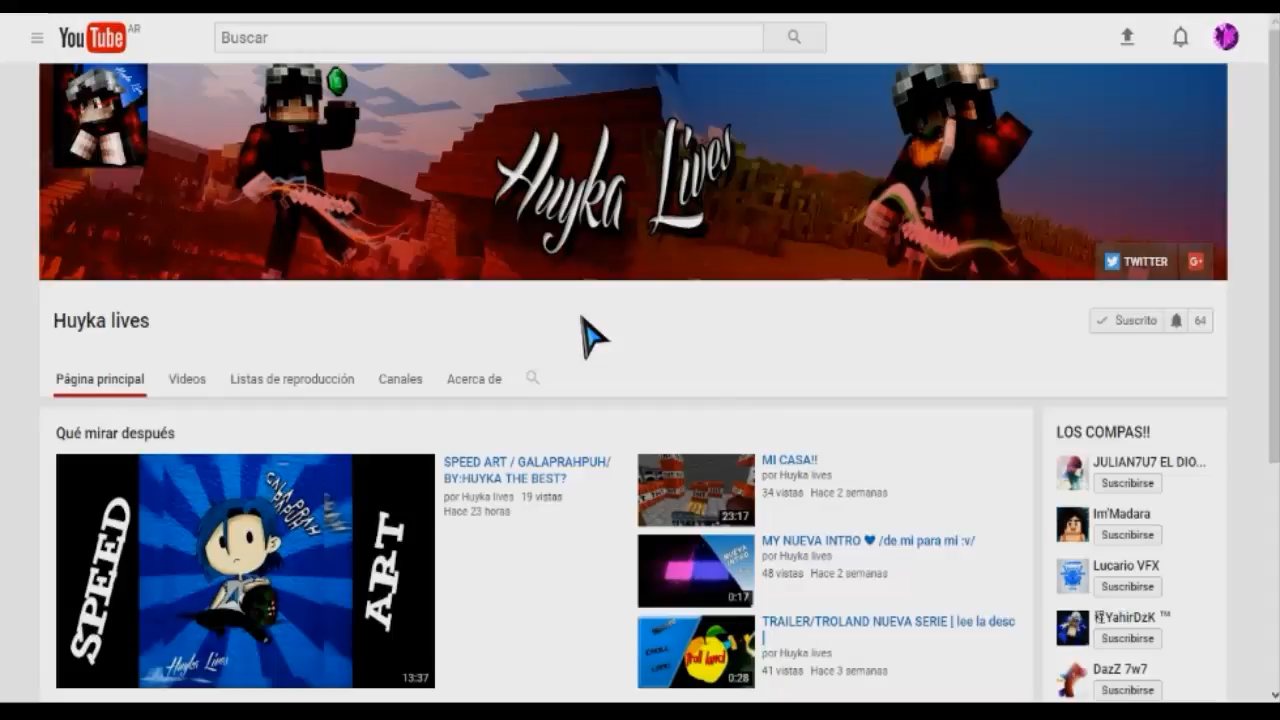 YouTube AR
Buscar
Huyka Lives
TWITTER
G+
Huyka lives
Suscrito 64
Página principal Videos Listas de reproducción Canales Acerca de
Qué mirar después
SPEED
ART
Huyka Lives
13:37
SPEED ART / GALAPRAHPUH/
BY:HUYKA THE BEST?
por Huyka lives 19 vistas
Hace 23 horas
23:17
MI CASA!!
por Huyka lives
34 vistas Hace 2 semanas
NUEVA
INTRO
0:17
MY NUEVA INTRO ♥ /de mi para mi :v/
por Huyka lives
48 vistas Hace 2 semanas
0:28
TRAILER/TROLAND NUEVA SERIE | lee la desc
|
por Huyka lives
41 vistas Hace 3 semanas
LOS COMPAS!!
JULIAN7U7 EL DIO...
Suscribirse
Im'Madara
Suscribirse
Lucario VFX
Suscribirse
YahirDzK ™
Suscribirse
DazZ 7w7
Suscribirse